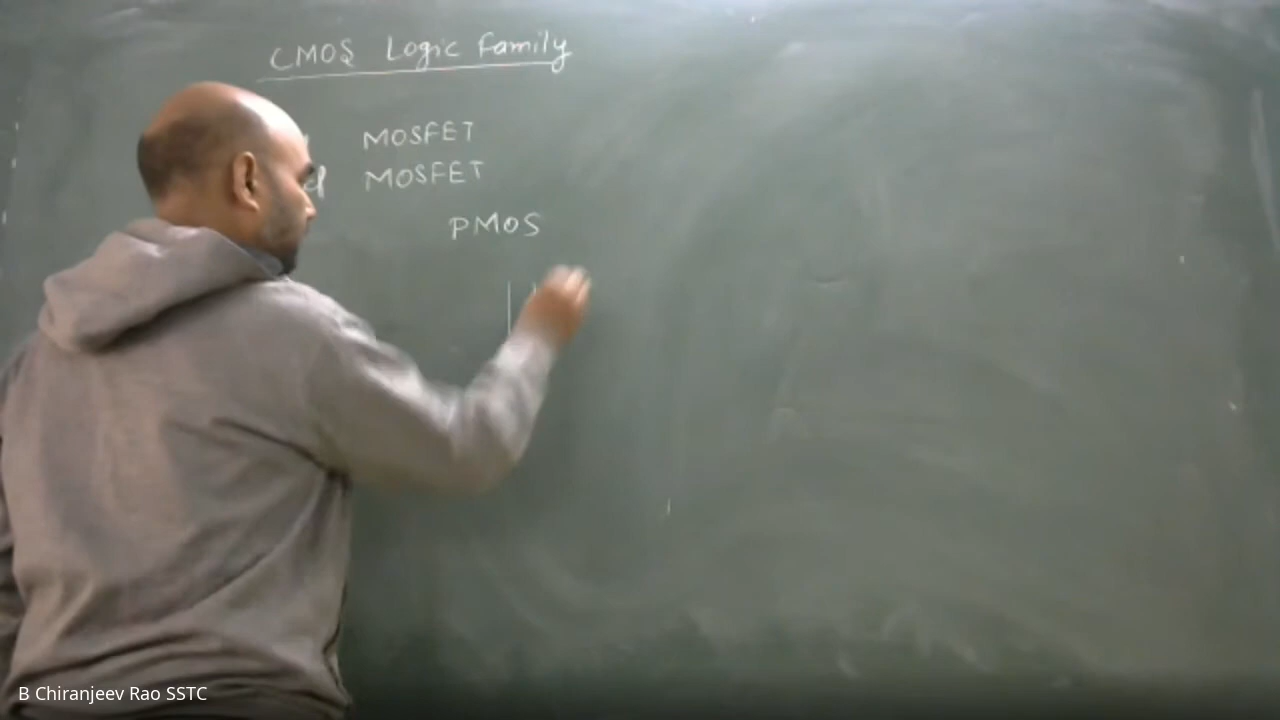 CMOS Logic Family
MOSFET
MOSFET
PMOS
B Chiranjeev Rao SSTC